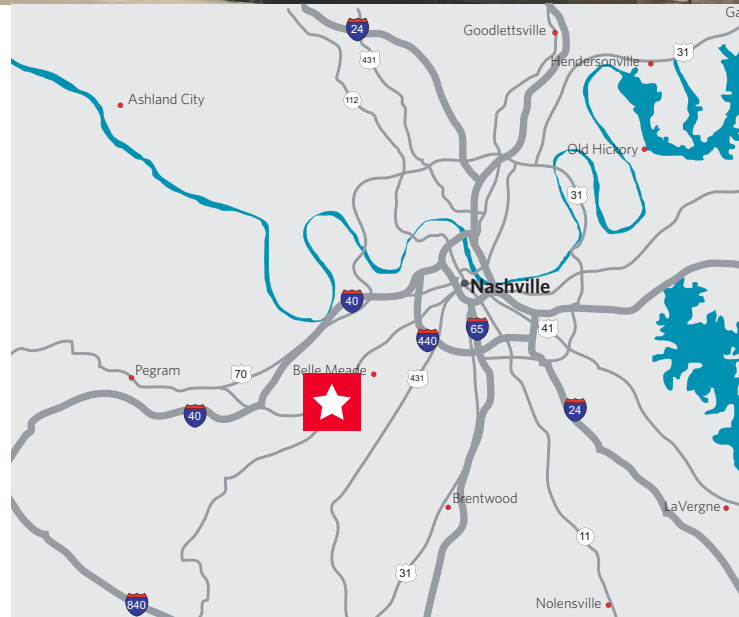 Ga
24
Goodlettsville
31
431
Hendersonville
Ashland City
112
Old Hickory
31
Nashville
40
65
41
440
Pegram
70
Belle Meade
431
40
24
Brentwood
LaVergne
11
31
840
Nolensville